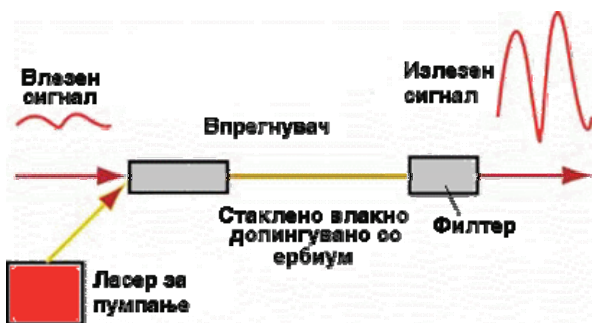 Влезен
сигнал
Впрегнувач
Излезен
сигнал
Стаклено влакно
допингувано со
ербиум
Филтер
Ласер за
пумпање